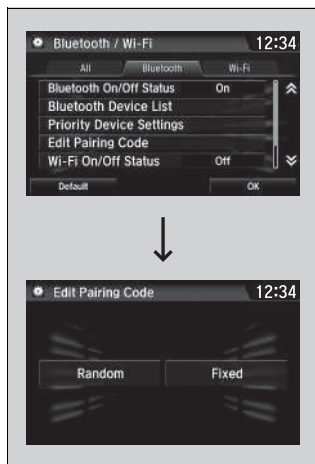 Bluetooth / Wi-Fi 12:34
All Bluetooth Wi-Fi
Bluetooth On/Off Status On
Bluetooth Device List
Priority Device Settings
Edit Pairing Code
Wi-Fi On/Off Status Off
Default OK
Edit Pairing Code 12:34
Random Fixed